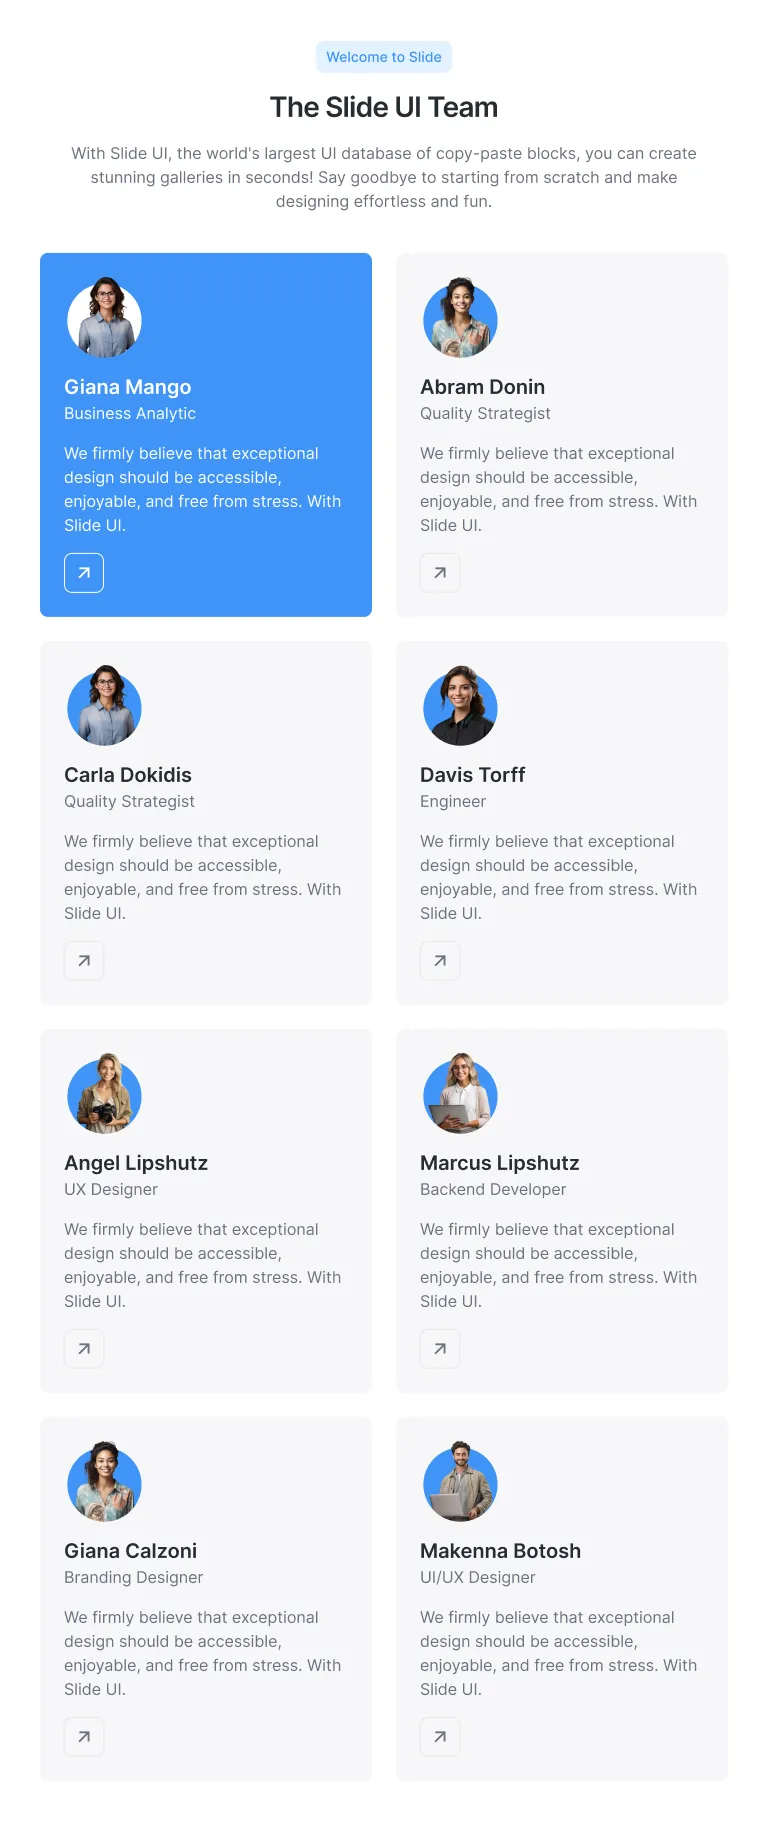 Welcome to Slide
The Slide UI Team
With Slide UI, the world's largest UI database of copy-paste blocks, you can create
stunning galleries in seconds! Say goodbye to starting from scratch and make
designing effortless and fun.
Giana Mango
Business Analytic
We firmly believe that exceptional
design should be accessible,
enjoyable, and free from stress. With
Slide UI.
Abram Donin
Quality Strategist
We firmly believe that exceptional
design should be accessible,
enjoyable, and free from stress. With
Slide UI.
Carla Dokidis
Quality Strategist
We firmly believe that exceptional
design should be accessible,
enjoyable, and free from stress. With
Slide UI.
Davis Torff
Engineer
We firmly believe that exceptional
design should be accessible,
enjoyable, and free from stress. With
Slide UI.
Angel Lipshutz
UX Designer
We firmly believe that exceptional
design should be accessible,
enjoyable, and free from stress. With
Slide UI.
Marcus Lipshutz
Backend Developer
We firmly believe that exceptional
design should be accessible,
enjoyable, and free from stress. With
Slide UI.
Giana Calzoni
Branding Designer
We firmly believe that exceptional
design should be accessible,
enjoyable, and free from stress. With
Slide UI.
Makenna Botosh
UI/UX Designer
We firmly believe that exceptional
design should be accessible,
enjoyable, and free from stress. With
Slide UI.